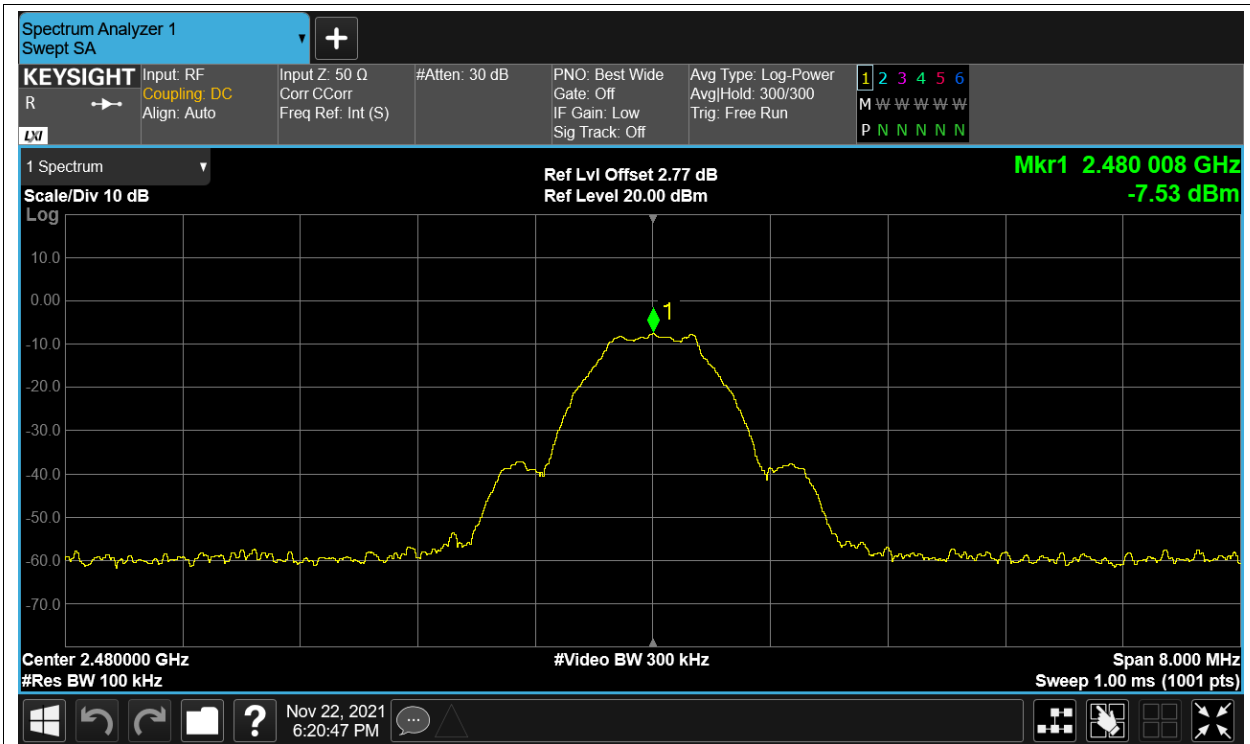 Spectrum Analyzer 1
Swept SA
+
KEYSIGHT
R
LXI
Input: RF
Coupling: DC
Align: Auto
Input Z: 50 Ω
Corr CCorr
Freq Ref: Int (S)
#Atten: 30 dB
PNO: Best Wide
Gate: Off
IF Gain: Low
Sig Track: Off
Avg Type: Log-Power
Avg|Hold: 300/300
Trig: Free Run
1 2 3 4 5 6
M W W W W W
P N N N N N
1 Spectrum
Scale/Div 10 dB
Log
Ref Lvl Offset 2.77 dB
Ref Level 20.00 dBm
Mkr1 2.480 008 GHz
-7.53 dBm
10.0
0.00
-10.0
-20.0
-30.0
-40.0
-50.0
-60.0
-70.0
1
Center 2.480000 GHz
#Res BW 100 kHz
#Video BW 300 kHz
Span 8.000 MHz
Sweep 1.00 ms (1001 pts)
?
Nov 22, 2021
6:20:47 PM